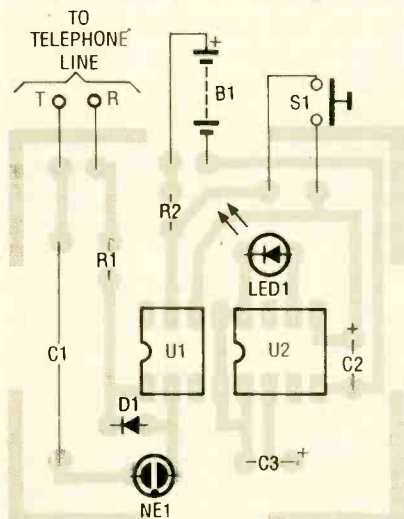 TO
TELEPHONE
LINE
T R
+
B1
S1
R2
R1
LED1
C1
U1
U2
+
C2
D1
C3 +
NE1